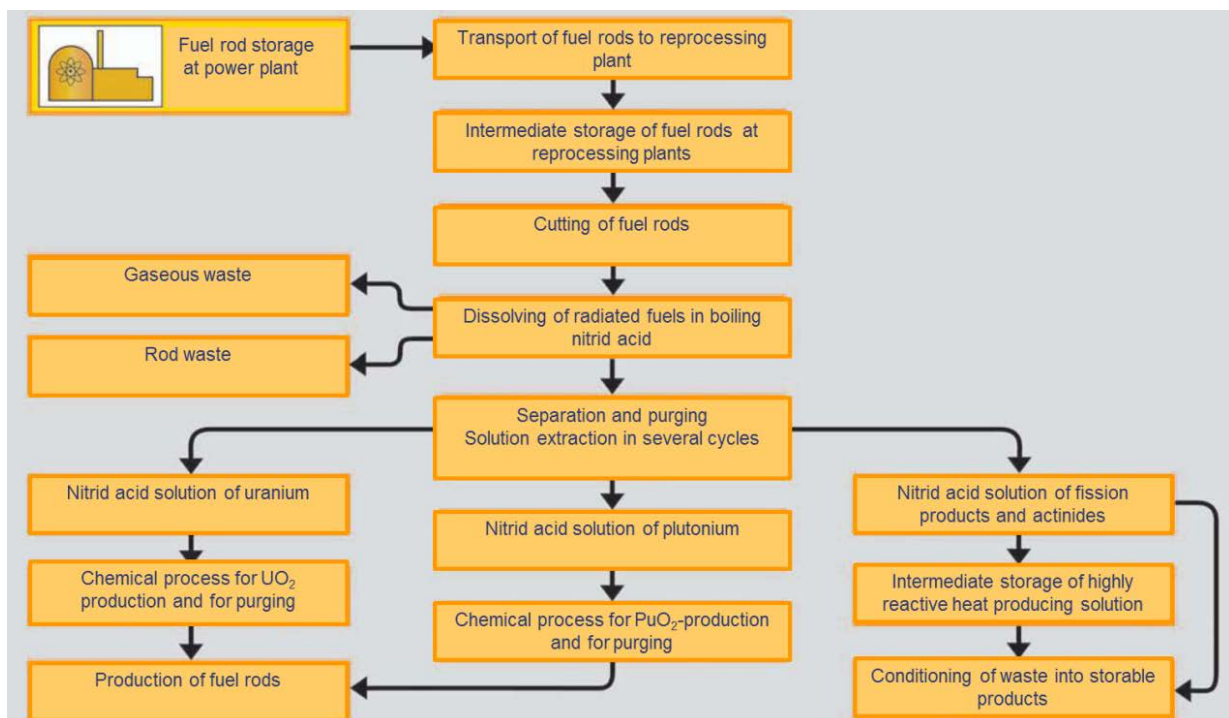 Fuel rod storage
at power plant
Transport of fuel rods to reprocessing
plant
Intermediate storage of fuel rods at
reprocessing plants
Cutting of fuel rods
Gaseous waste
Dissolving of radiated fuels in boiling
nitrid acid
Rod waste
Separation and purging
Solution extraction in several cycles
Nitrid acid solution of uranium
Nitrid acid solution of plutonium
Nitrid acid solution of fission
products and actinides
Chemical process for UO₂
production and for purging
Chemical process for PuO₂-production
and for purging
Intermediate storage of highly
reactive heat producing solution
Production of fuel rods
Conditioning of waste into storable
products